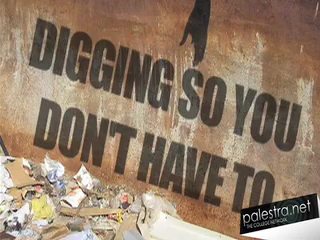 DIGGING SO YOU
DON'T HAVE TO
palestra.net
THE COLLEGE NETWORK